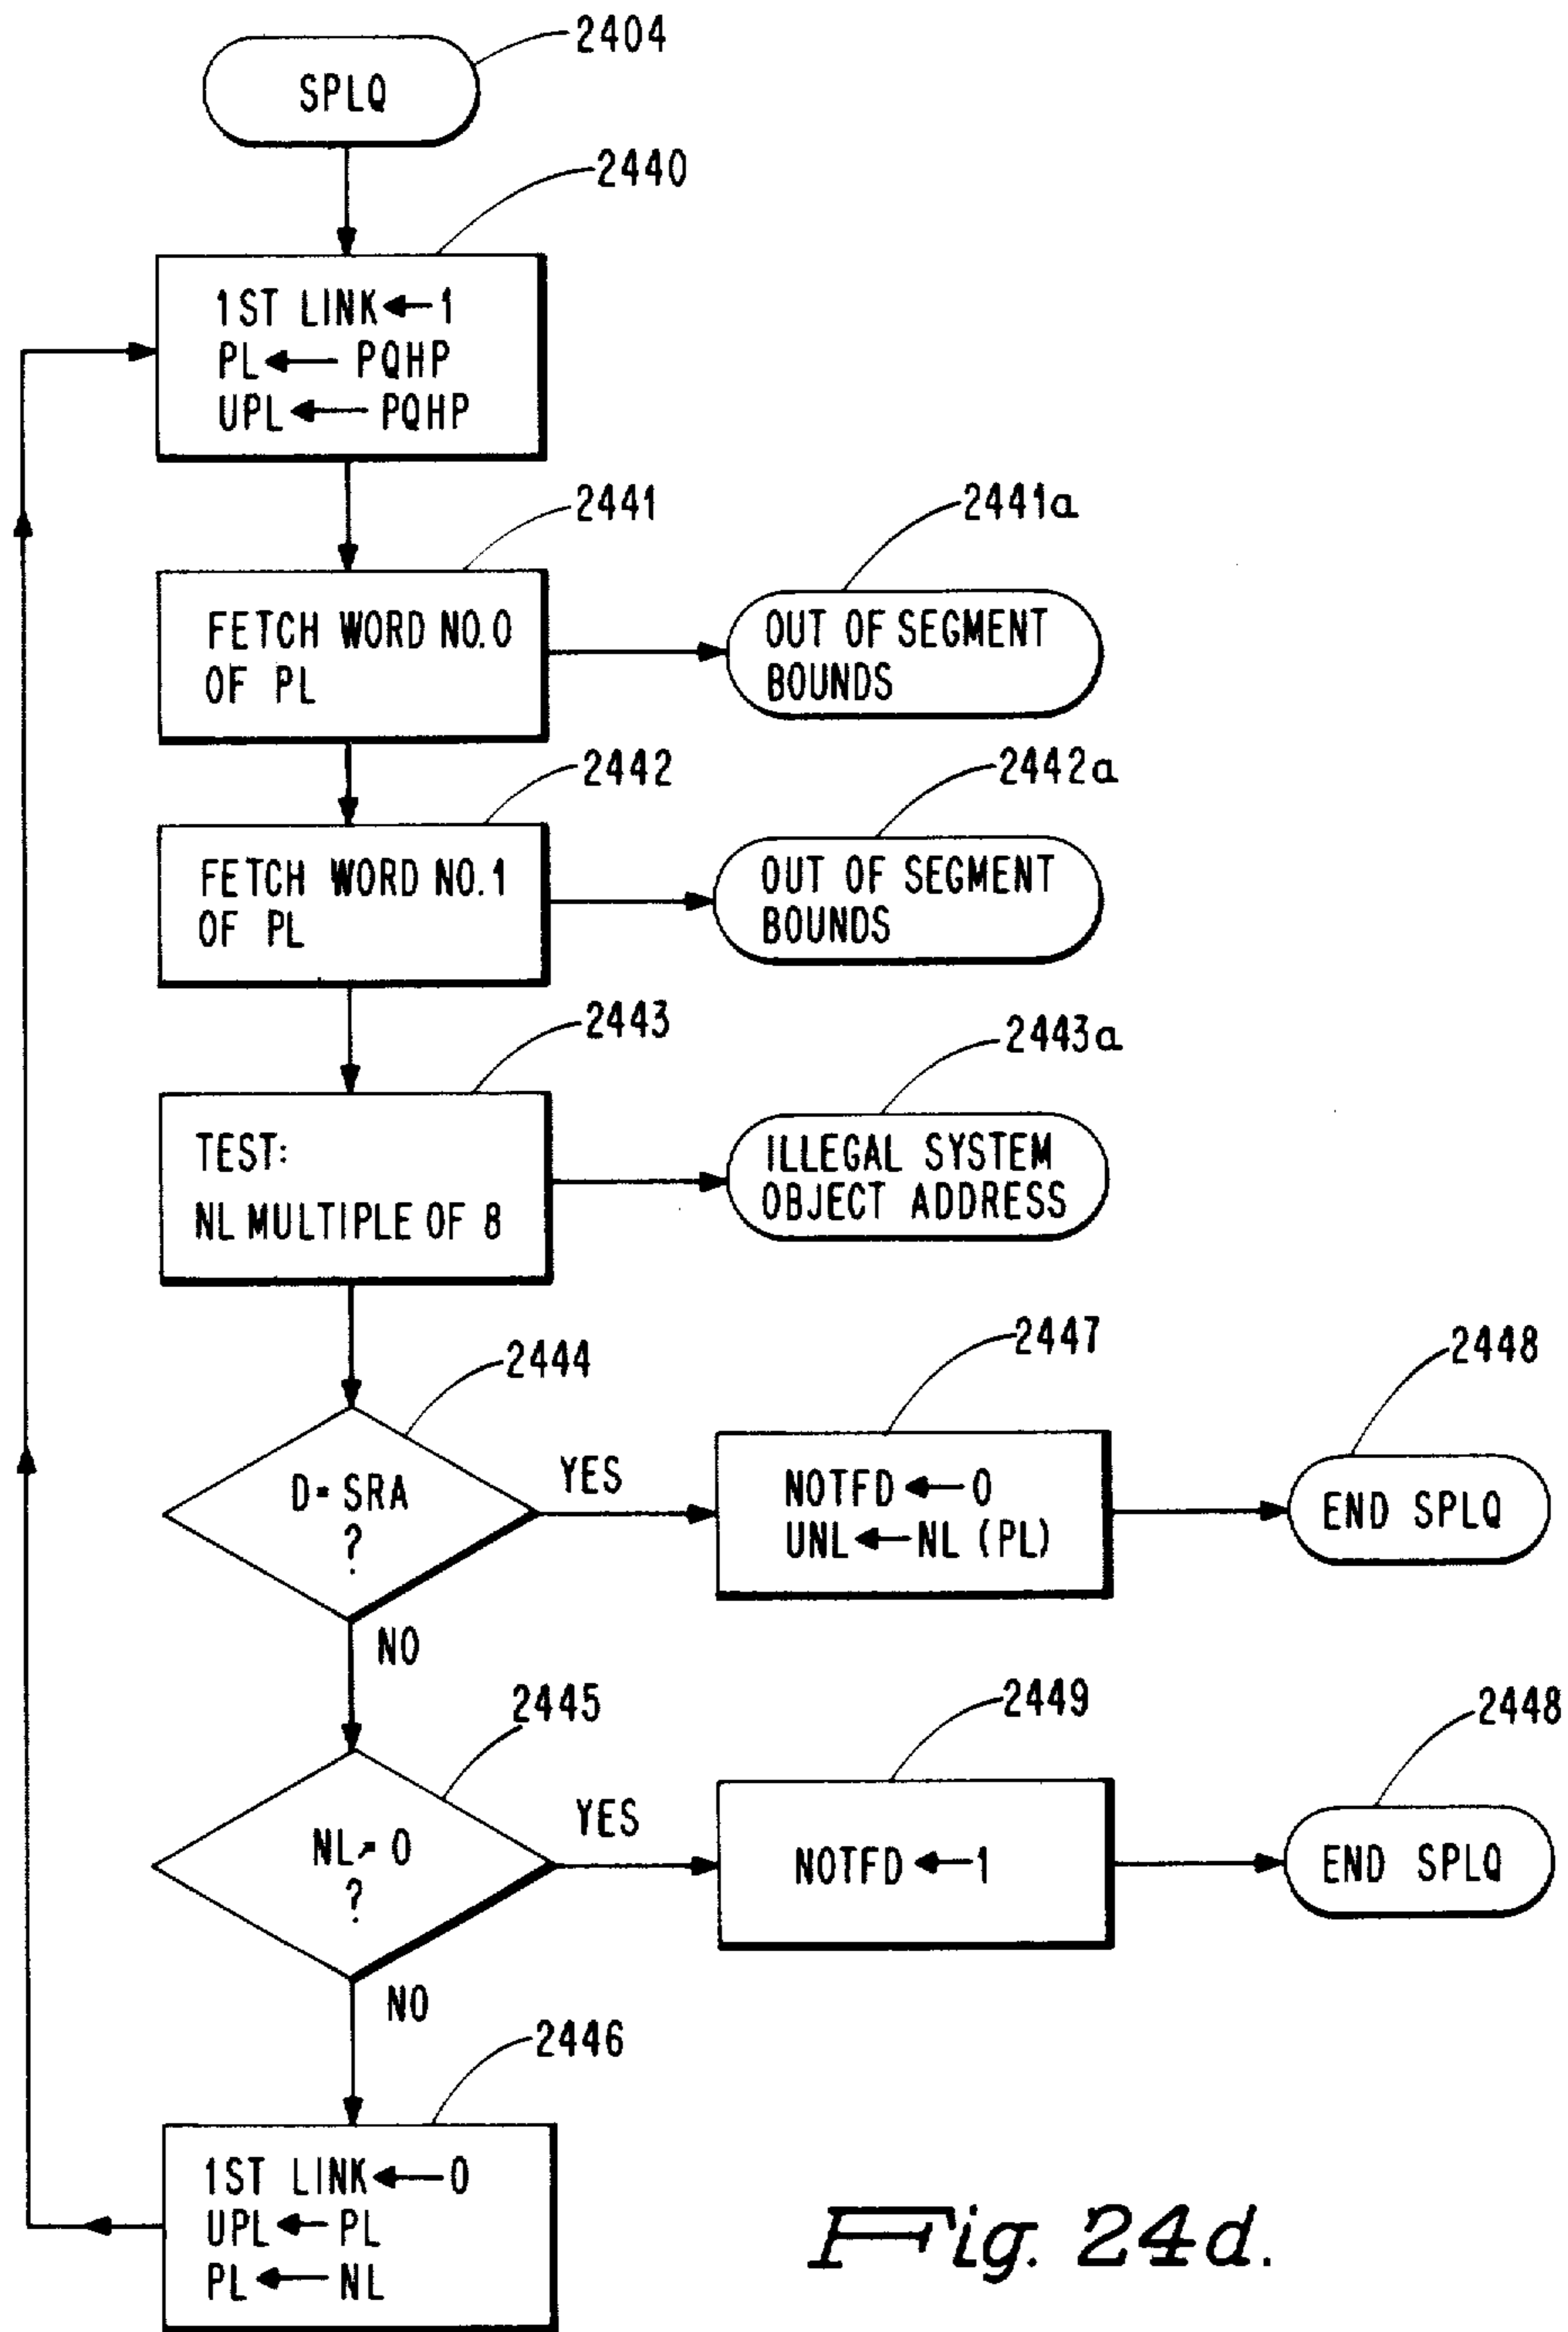 2404
SPLQ
2440
1ST LINK←1
PL← PQHP
UPL← PQHP
2441
FETCH WORD NO.0
OF PL
2441a
OUT OF SEGMENT
BOUNDS
2442
FETCH WORD NO.1
OF PL
2442a
OUT OF SEGMENT
BOUNDS
2443
TEST:
NL MULTIPLE OF 8
2443a
ILLEGAL SYSTEM
OBJECT ADDRESS
2444
D= SRA
?
YES
NO
2447
NOTFD←0
UNL←NL (PL)
2448
END SPLQ
2445
NL= 0
?
YES
NO
2449
NOTFD←1
2448
END SPLQ
2446
1ST LINK←0
UPL← PL
PL← NL
Fig. 24d.